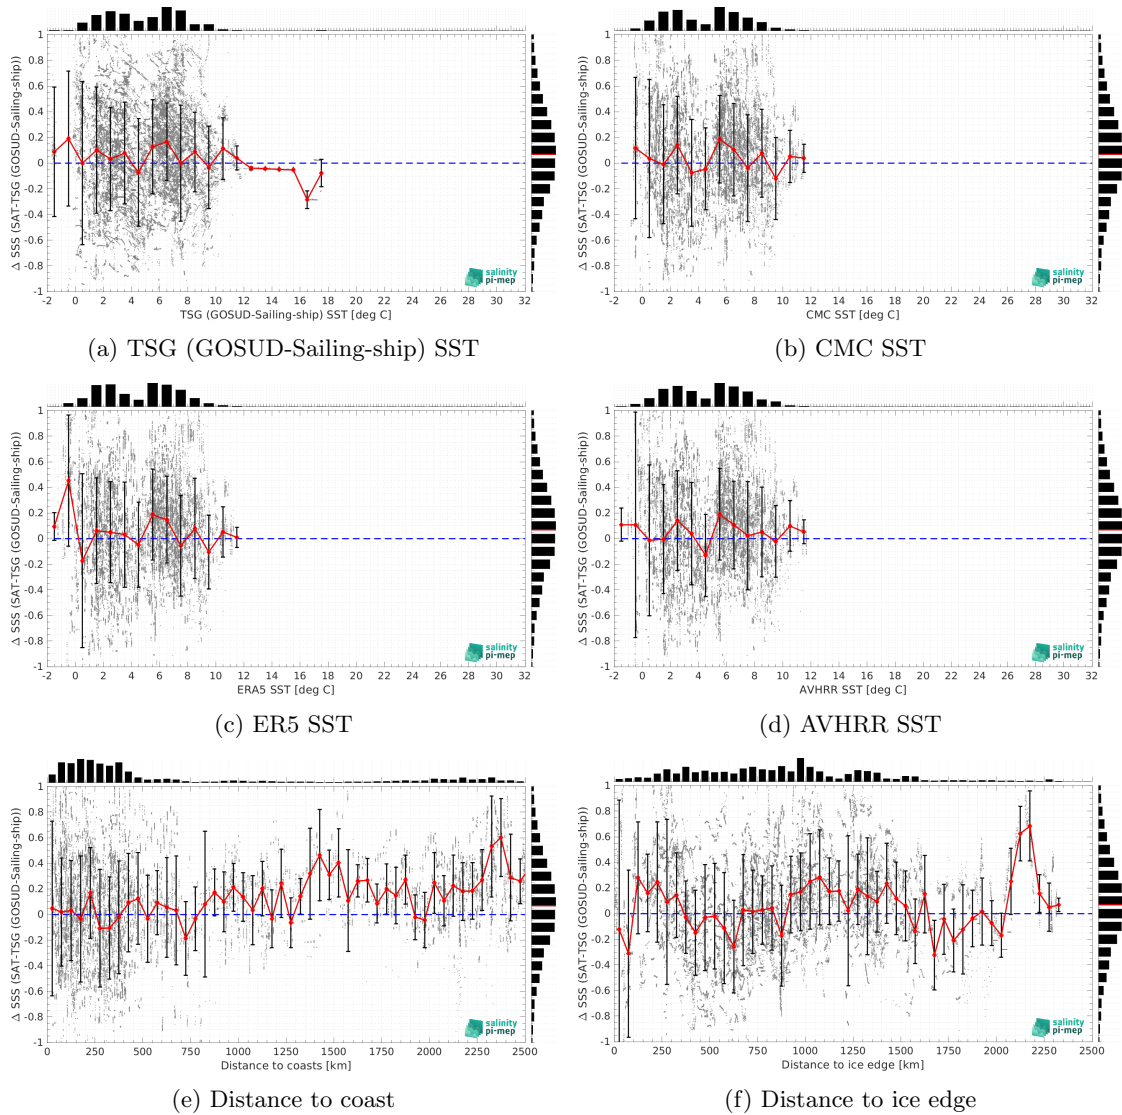 Δ SSS (SAT-TSG (GOSUD-Sailing-ship))
1
0.8
0.6
0.4
0.2
0
-0.2
-0.4
-0.6
-0.8
-1
salinity
pi-mep
-2 0 2 4 6 8 10 12 14 16 18 20 22 24 26 28 30 32
TSG (GOSUD-Sailing-ship) SST [deg C]
(a) TSG (GOSUD-Sailing-ship) SST
Δ SSS (SAT-TSG (GOSUD-Sailing-ship))
1
0.8
0.6
0.4
0.2
0
-0.2
-0.4
-0.6
-0.8
-1
salinity
pi-mep
-2 0 2 4 6 8 10 12 14 16 18 20 22 24 26 28 30 32
CMC SST [deg C]
(b) CMC SST
Δ SSS (SAT-TSG (GOSUD-Sailing-ship))
1
0.8
0.6
0.4
0.2
0
-0.2
-0.4
-0.6
-0.8
-1
salinity
pi-mep
-2 0 2 4 6 8 10 12 14 16 18 20 22 24 26 28 30 32
ERA5 SST [deg C]
(c) ER5 SST
Δ SSS (SAT-TSG (GOSUD-Sailing-ship))
1
0.8
0.6
0.4
0.2
0
-0.2
-0.4
-0.6
-0.8
-1
salinity
pi-mep
-2 0 2 4 6 8 10 12 14 16 18 20 22 24 26 28 30 32
AVHRR SST [deg C]
(d) AVHRR SST
Δ SSS (SAT-TSG (GOSUD-Sailing-ship))
1
0.8
0.6
0.4
0.2
0
-0.2
-0.4
-0.6
-0.8
-1
salinity
pi-mep
0 250 500 750 1000 1250 1500 1750 2000 2250 2500
Distance to coasts [km]
(e) Distance to coast
Δ SSS (SAT-TSG (GOSUD-Sailing-ship))
1
0.8
0.6
0.4
0.2
0
-0.2
-0.4
-0.6
-0.8
-1
salinity
pi-mep
0 250 500 750 1000 1250 1500 1750 2000 2250 2500
Distance to ice edge [km]
(f) Distance to ice edge